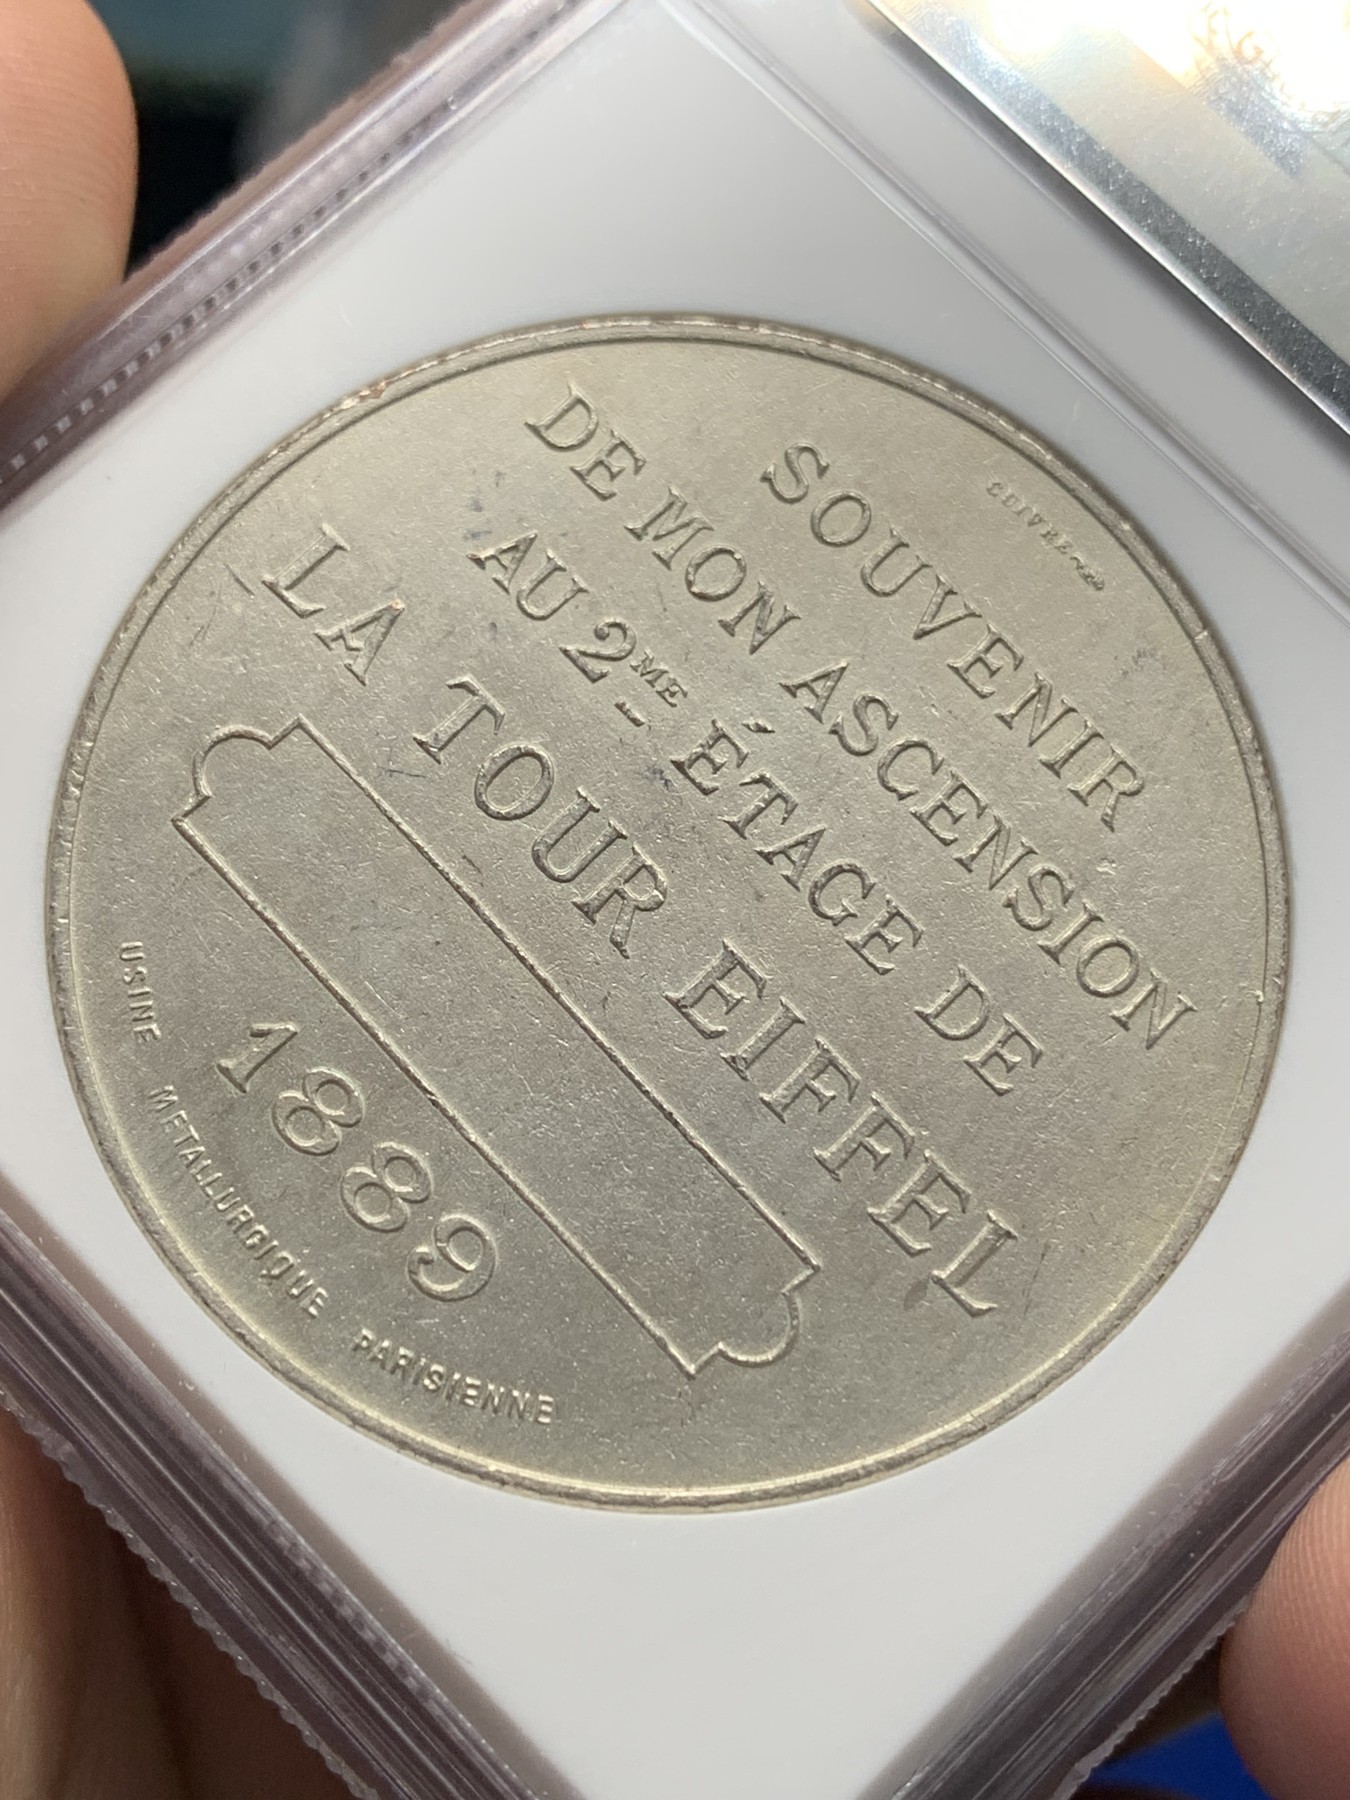 SOUVENIR
DE MON ASCENSION
AU 2ME ÉTAGE DE
LA TOUR EIFFEL
1889
USINE METALLURGIQUE PARISIENNE